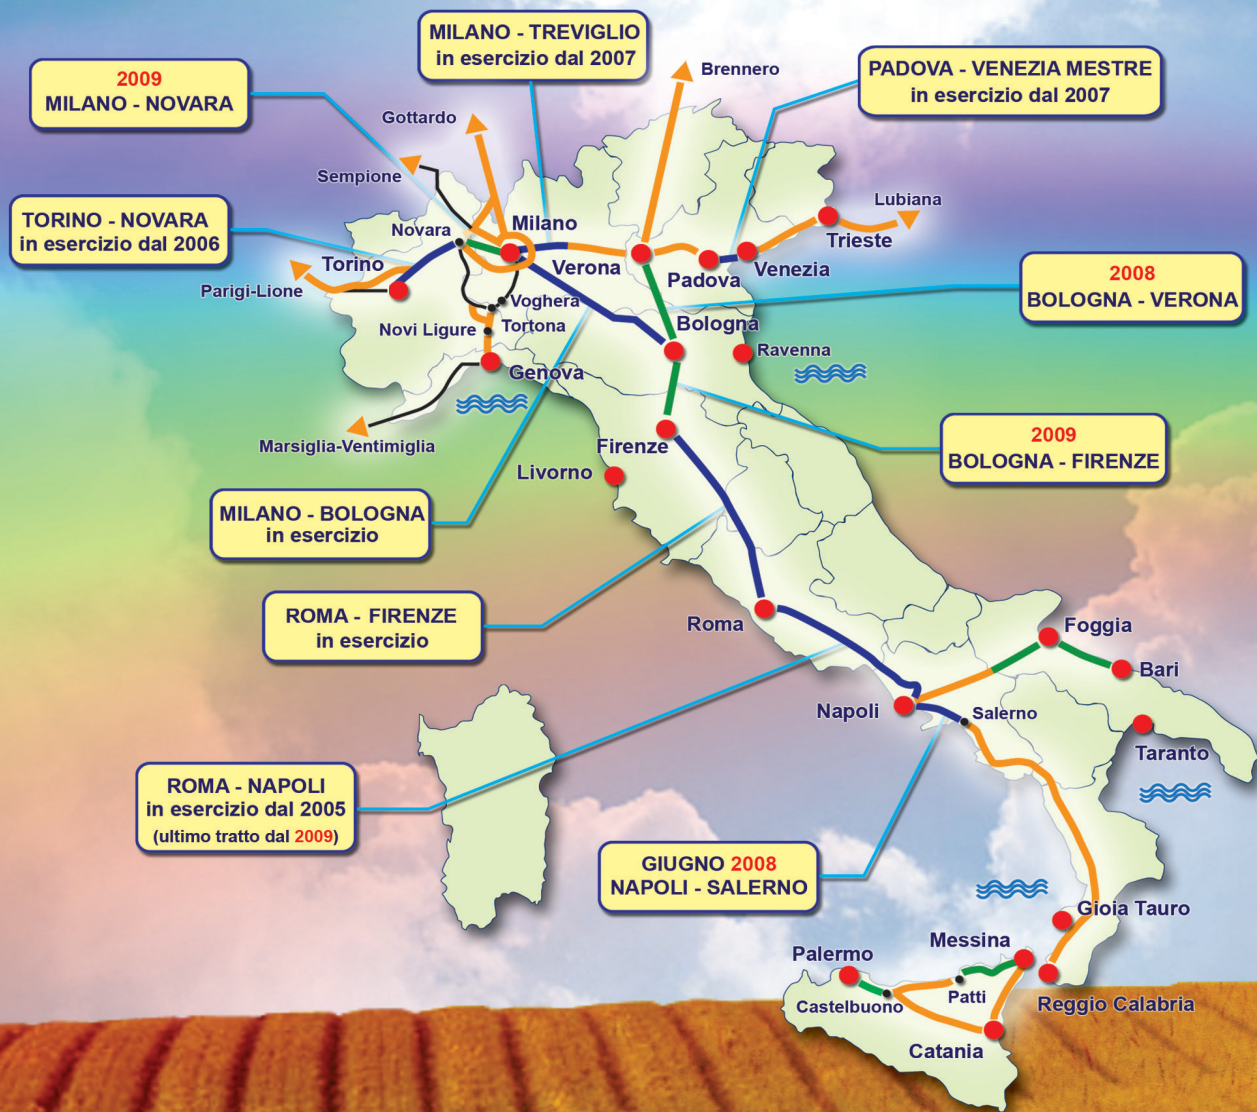 MILANO - TREVIGLIO
in esercizio dal 2007
2009
MILANO - NOVARA
Brennero
PADOVA - VENEZIA MESTRE
in esercizio dal 2007
Gottardo
Sempione
TORINO - NOVARA
in esercizio dal 2006
Novara
Milano
Lubiana
Trieste
Torino
Verona
Padova
Venezia
Parigi-Lione
2008
BOLOGNA - VERONA
Voghera
Novi Ligure
Tortona
Bologna
Ravenna
Genova
Marsiglia-Ventimiglia
Firenze
2009
BOLOGNA - FIRENZE
Livorno
MILANO - BOLOGNA
in esercizio
ROMA - FIRENZE
in esercizio
Roma
Foggia
Bari
Napoli
Salerno
Taranto
ROMA - NAPOLI
in esercizio dal 2005
(ultimo tratto dal 2009)
GIUGNO 2008
NAPOLI - SALERNO
Gioia Tauro
Messina
Palermo
Patti
Castelbuono
Reggio Calabria
Catania